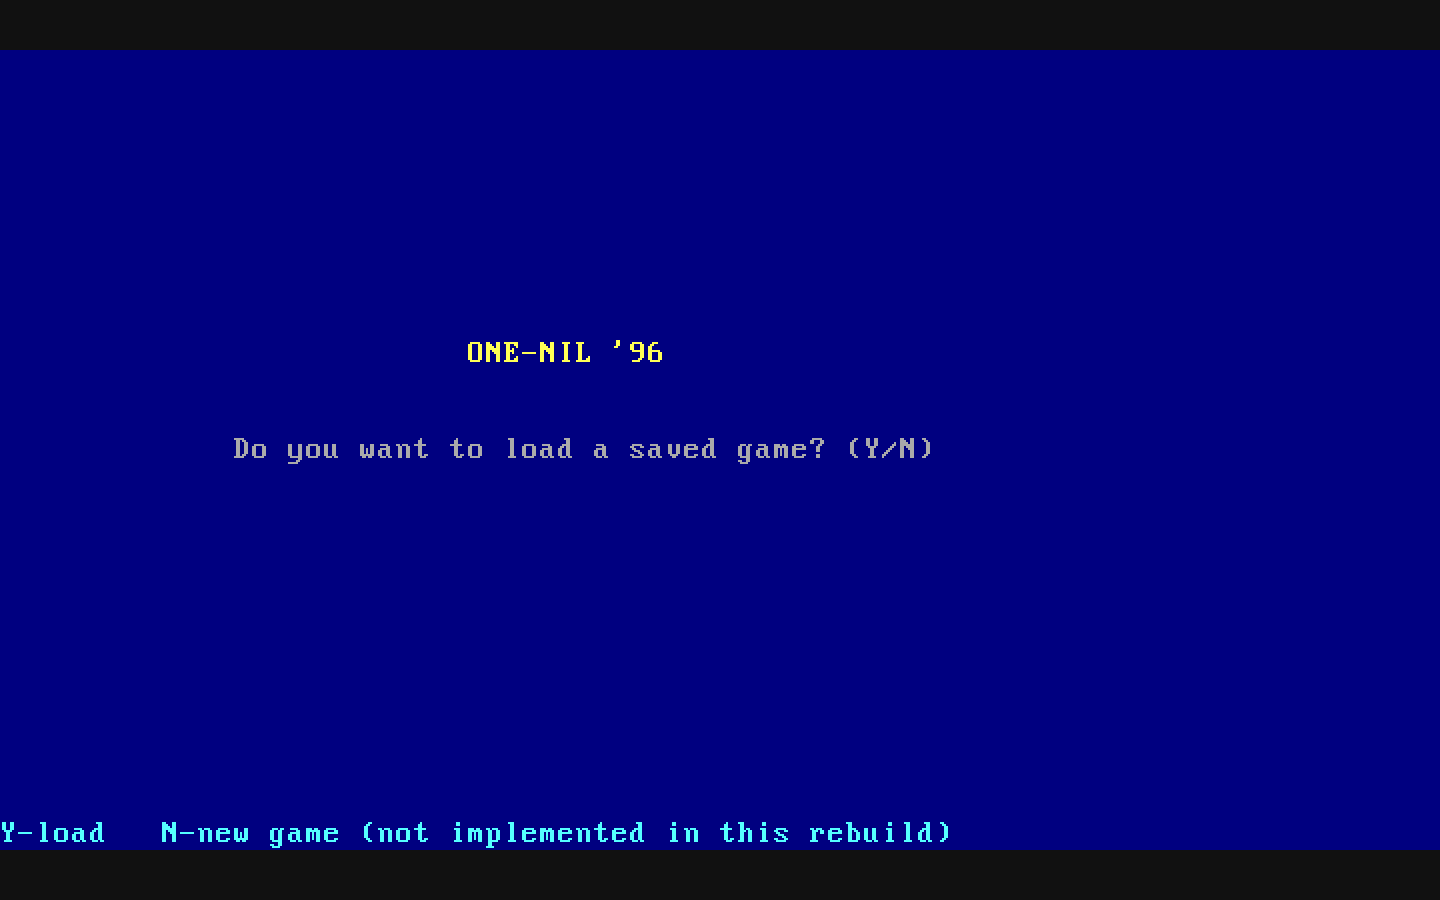 ONE-NIL '96
Do you want to load a saved game? (Y/N)
Y-load   N-new game (not implemented in this rebuild)